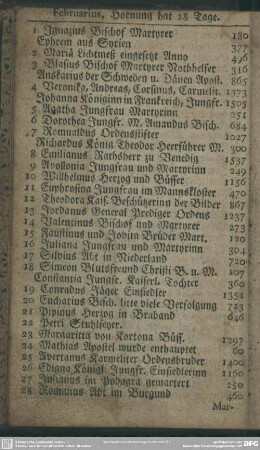 Februarius, Hornung hat 28 Tage.
1 Ignazius Bischof Martyrer 180
Ephrem aus Syrien 377
2 Mariä Lichtmeß eingesetzt Anno 496
3 Blasius Bischof Martyrer Nothhelfer 316
Anskarius der Schweden u. Dänen Apost. 865
4 Veronika, Andreas, Corsinus, Carmelit. 1373
Johanna Königinn in Frankreich, Jungfr. 1505
5 Agatha Jungfrau Martyrinn 251
6 Dorothea Jungfr. M. Amandus Bisch. 684
7 Romualdus Ordensstifter 1027
Richardus König Theodor Heerführer M. 300
8 Emilianus Rathsherr zu Venedig 1537
9 Apollonia Jungfrau und Martyrinn 249
10 Wilhelmus Herzog und Büsser 1156
11 Euphrosina Jungfrau im Mannskloster 470
12 Theodora Kais. Beschützerinn der Bilder 867
13 Jordanus General Prediger Ordens 1237
14 Valentinus Bischof und Martyrer 273
15 Faustinus und Jovita Brüder Mart. 120
16 Juliana Jungfrau und Martyrinn 304
17 Silvius Abt in Niederland 720
18 Simeon Blutsfreund Christi B. u. M. 107
Constantia Jungfr. Kaiserl. Tochter 360
19 Conradus Jäger Einsiedler 1351
20 Eucharius Bisch. litte viele Verfolgung 723
21 Pipinus Herzog in Braband 646
22 Petri Stuhlfeyer.
23 Margaritta von Kortona Büß. 1297
24 Mathias Apostel wurde enthauptet 60
25 Avertanus Karmeliter Ordensbruder 1400
26 Edigna Königl. Jungfr. Einsiedlerinn 1160
27 Julianus im Podagra gemartert 250
28 Romanus Abt im Burgund 460
Mar-